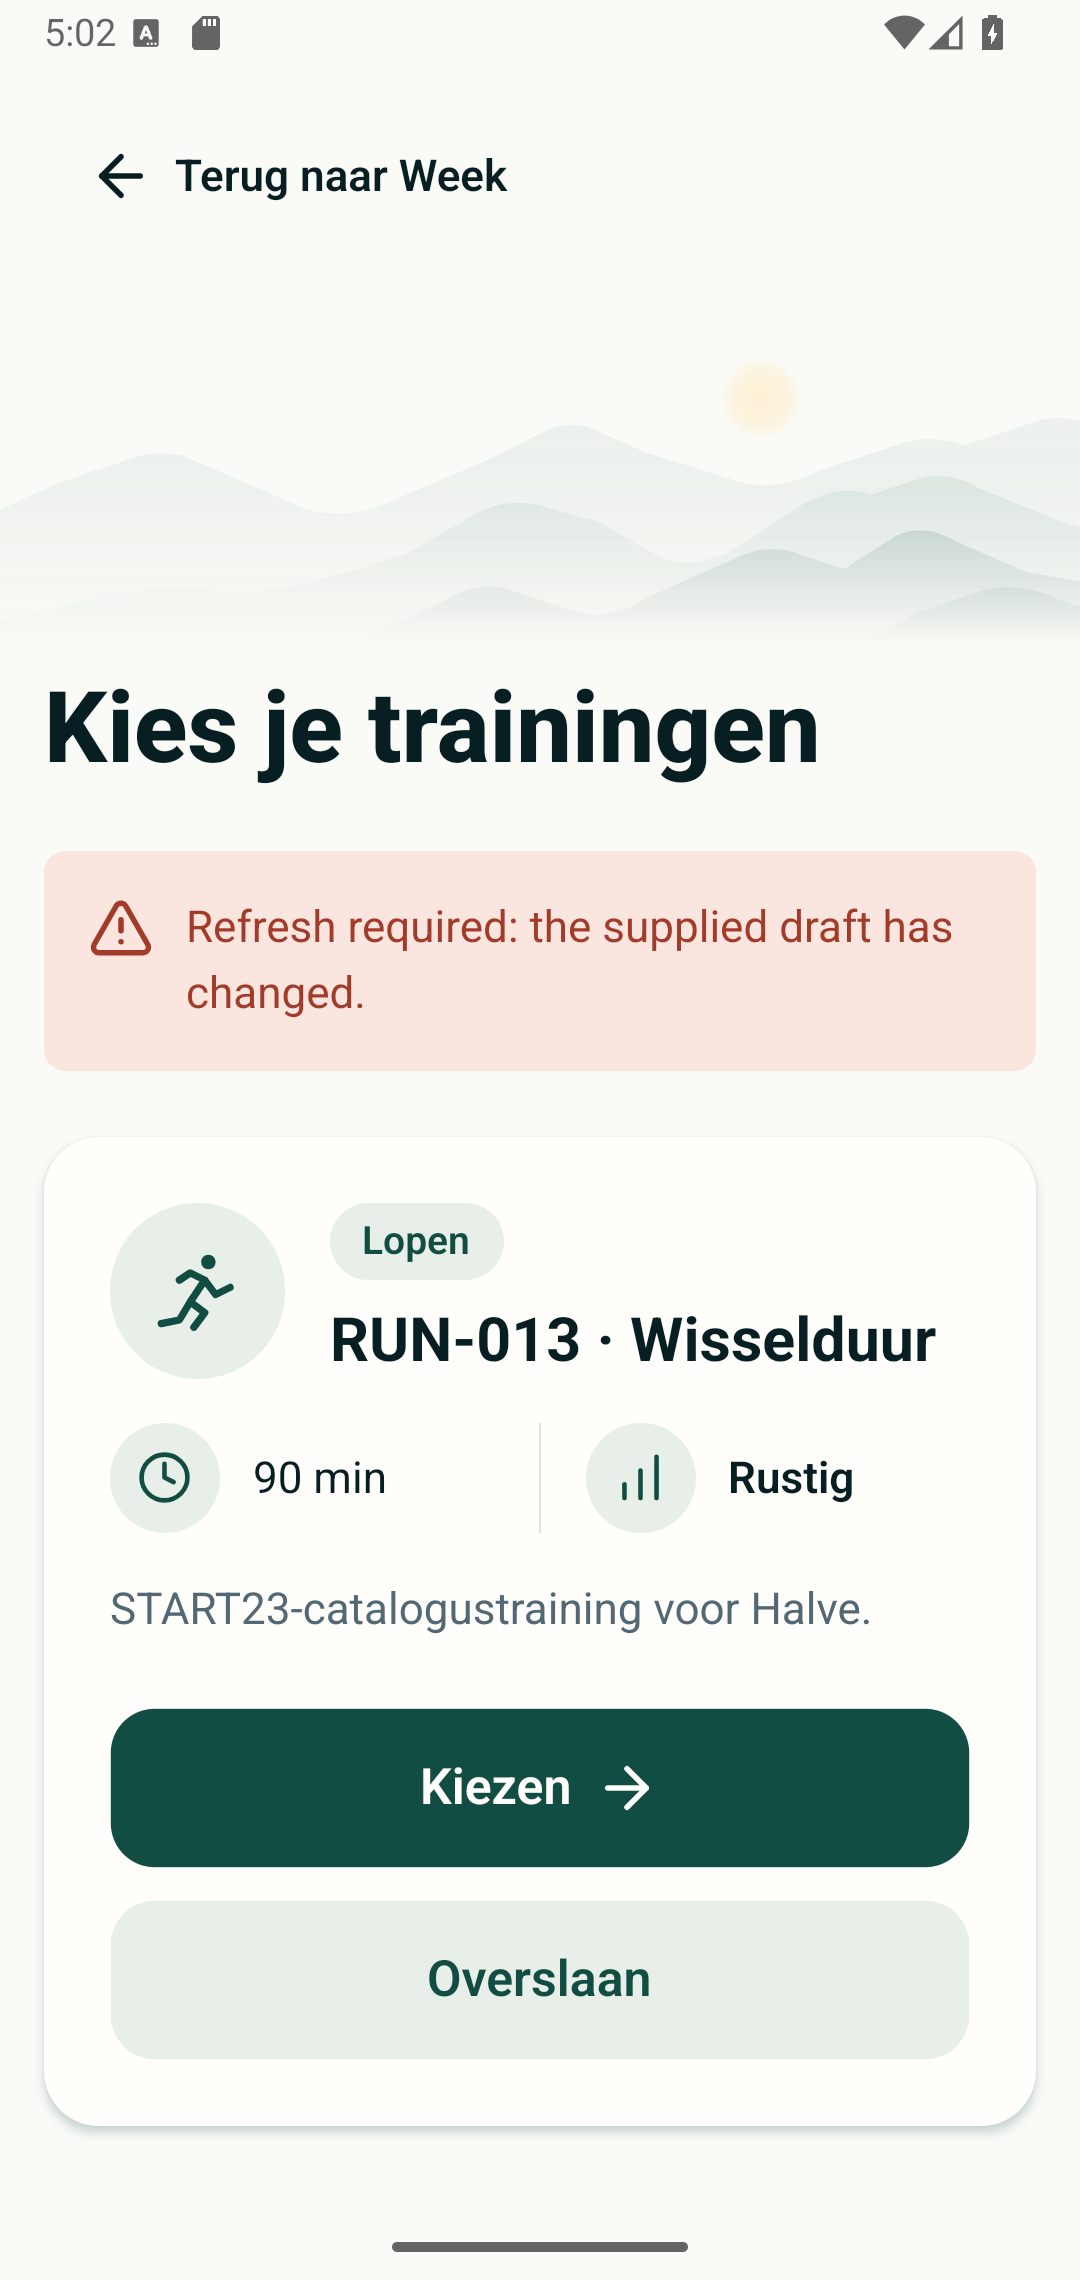 5:02
Terug naar Week
Kies je trainingen
Refresh required: the supplied draft has
changed.
Lopen
RUN-013 · Wisselduur
90 min
Rustig
START23-catalogustraining voor Halve.
Kiezen
Overslaan